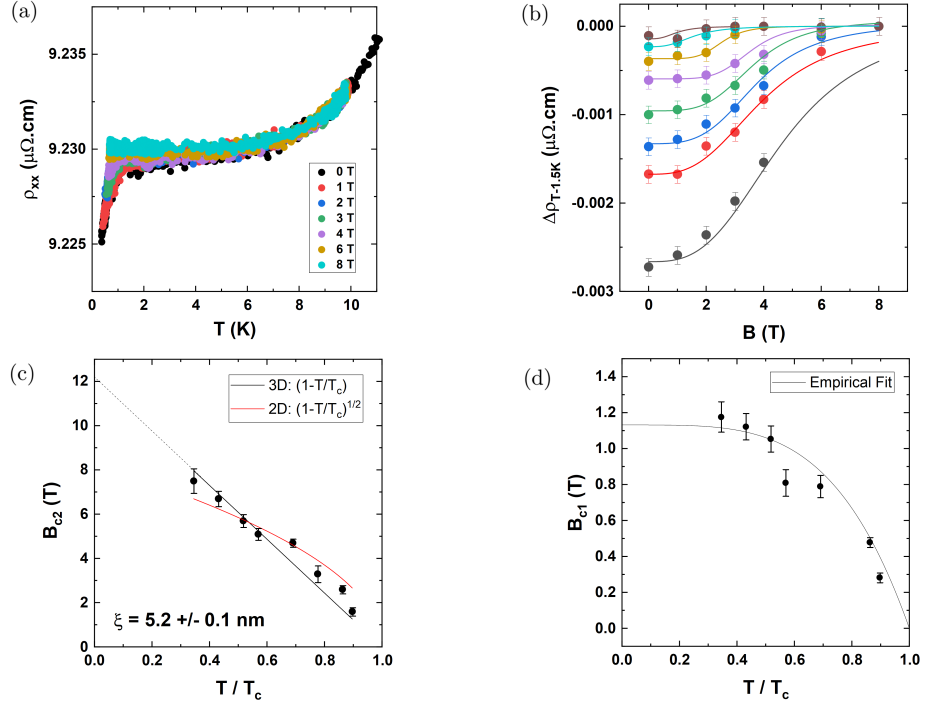 (a)
9.235
9.230
9.225
ρxx (μΩ.cm)
0 T
1 T
2 T
3 T
4 T
6 T
8 T
0 2 4 6 8 10
T (K)
(b)
0.000
-0.001
-0.002
-0.003
ΔρT-1.5K (μΩ.cm)
0 2 4 6 8
B (T)
(c)
12
10
8
6
4
2
0
Bc2 (T)
3D: (1-T/Tc)
2D: (1-T/Tc)1/2
ξ = 5.2 +/- 0.1 nm
0.0 0.2 0.4 0.6 0.8 1.0
T / Tc
(d)
1.4
1.2
1.0
0.8
0.6
0.4
0.2
0.0
Bc1 (T)
Empirical Fit
0.0 0.2 0.4 0.6 0.8 1.0
T / Tc